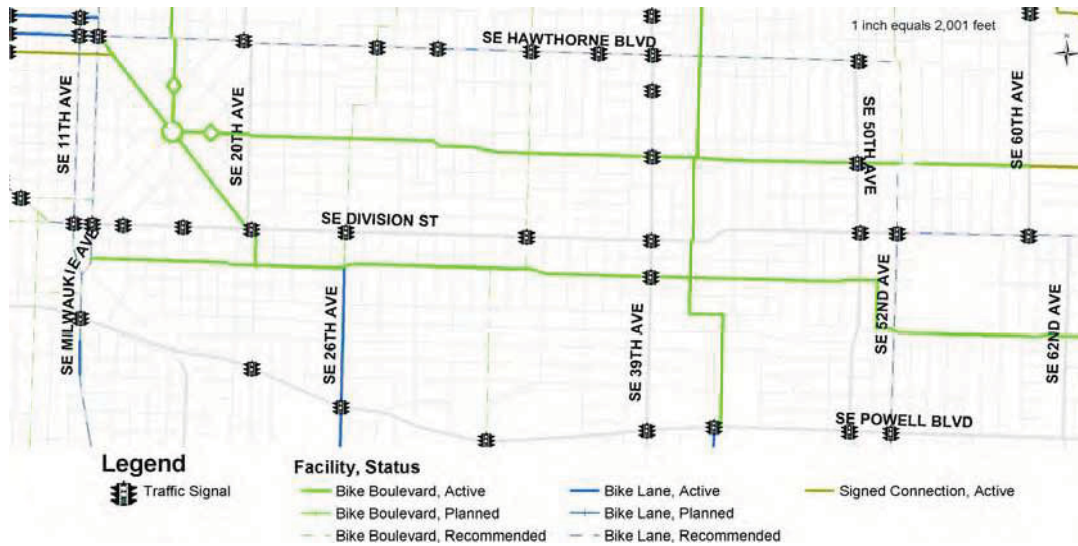 1 inch equals 2,001 feet
SE HAWTHORNE BLVD
SE 11TH AVE
SE 20TH AVE
SE 50TH AVE
SE 60TH AVE
SE DIVISION ST
SE MILWAUKIE AVE
SE 26TH AVE
SE 39TH AVE
SE 52ND AVE
SE 62ND AVE
SE POWELL BLVD
Legend
Traffic Signal
Facility, Status
Bike Boulevard, Active
Bike Boulevard, Planned
Bike Boulevard, Recommended
Bike Lane, Active
Bike Lane, Planned
Bike Lane, Recommended
Signed Connection, Active